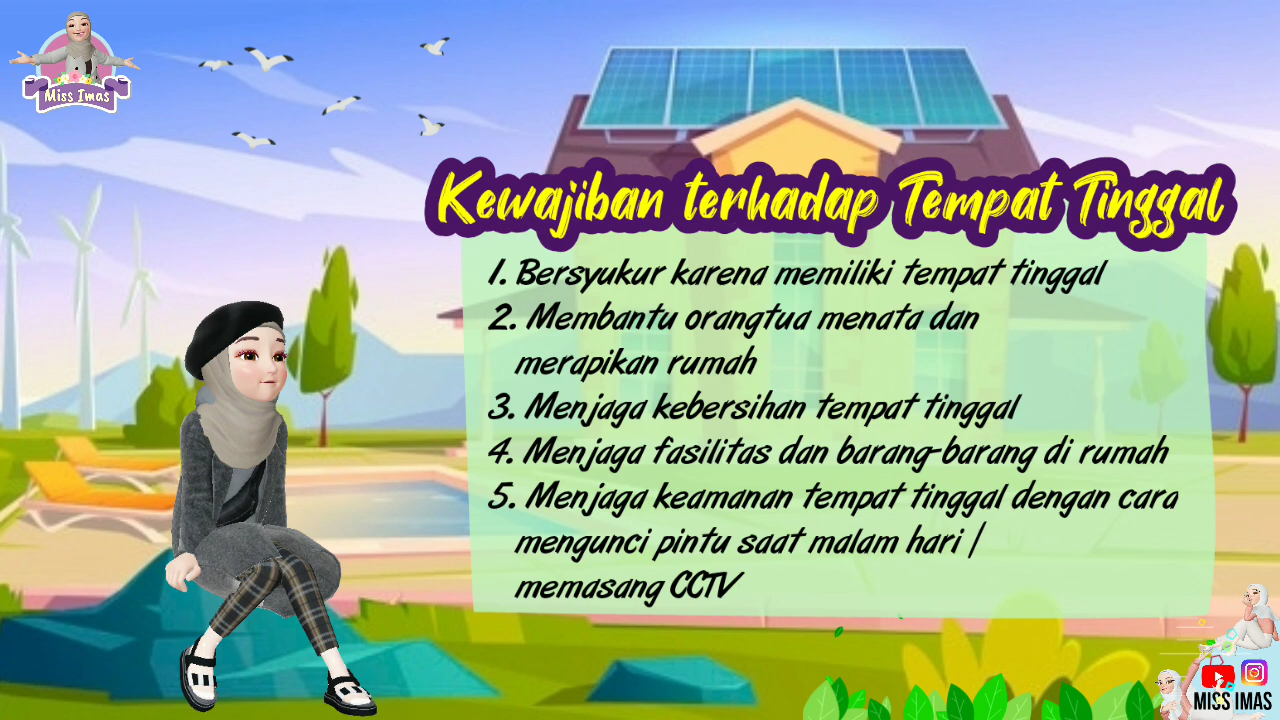 Miss Imas
Kewajiban terhadap Tempat Tinggal
1. Bersyukur karena memiliki tempat tinggal
2. Membantu orangtua menata dan
merapikan rumah
3. Menjaga kebersihan tempat tinggal
4. Menjaga fasilitas dan barang-barang di rumah
5. Menjaga keamanan tempat tinggal dengan cara
mengunci pintu saat malam hari /
memasang CCTV
MISS IMAS